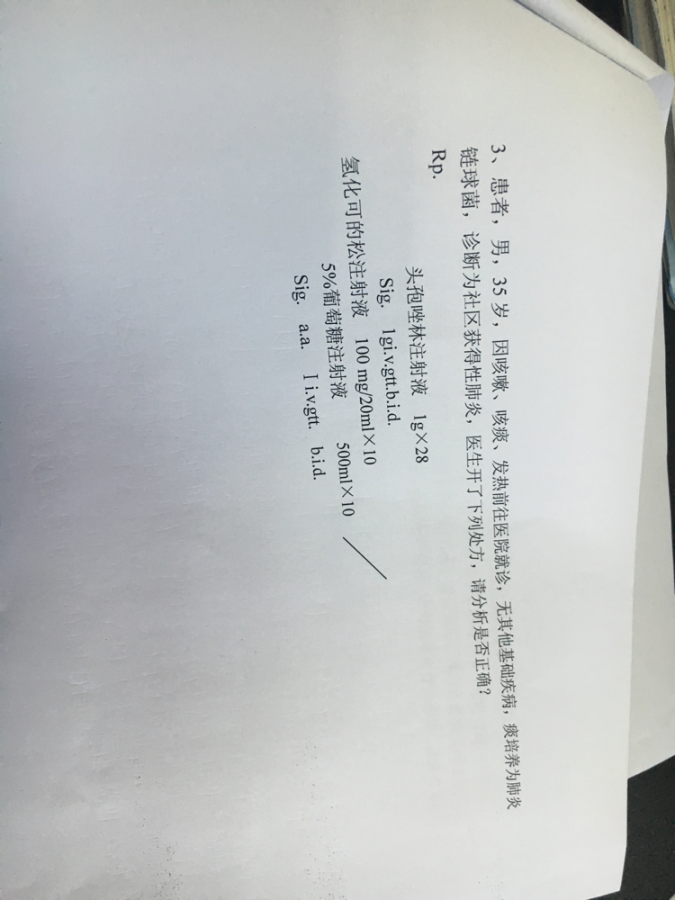 3、患者，男，35 岁，因咳嗽、咳痰、发热前往医院就诊，无其他基础疾病，痰培养为肺炎
链球菌，诊断为社区获得性肺炎，医生开了下列处方，请分析是否正确？
Rp.
头孢唑林注射液 1g×28
Sig. 1gi.v.gtt.b.i.d.
氢化可的松注射液 100 mg/20ml×10
5%葡萄糖注射液 500ml×10
Sig. a.a. Ⅰ i.v.gtt. b.i.d.